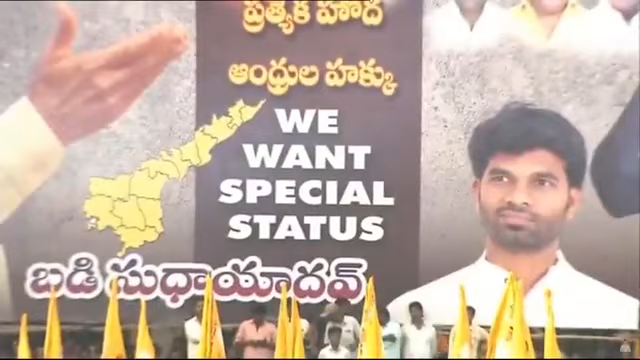 ప్రత్యేక హోదా
ఆంధ్రుల హక్కు
WE
WANT
SPECIAL
STATUS
బడి సుధాయాదవ్